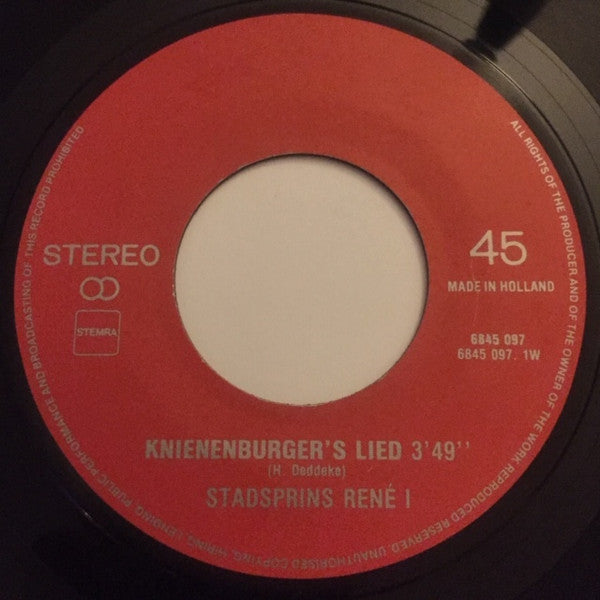 ALL RIGHTS OF THE PRODUCER AND OF THE OWNER OF THE WORK REPRODUCED RESERVED. UNAUTHORISED COPYING, HIRING, LENDING, PUBLIC PERFORMANCE AND BROADCASTING OF THIS RECORD PROHIBITED
STEREO
STEMRA
45
MADE IN HOLLAND
6845 097
6845 097. 1W
KNIENENBURGER'S LIED 3'49''
(H. Deddeke)
STADSPRINS RENÉ I